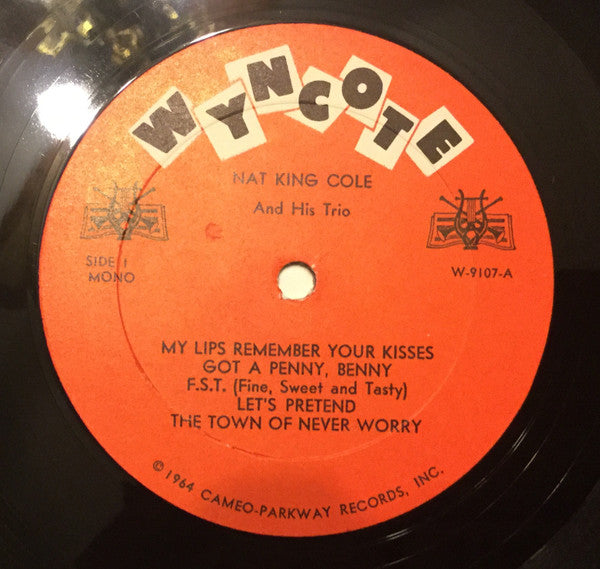 WYNCOTE
NAT KING COLE
And His Trio
SIDE 1
MONO
W-9107-A
MY LIPS REMEMBER YOUR KISSES
GOT A PENNY, BENNY
F.S.T. (Fine, Sweet and Tasty)
LET'S PRETEND
THE TOWN OF NEVER WORRY
© 1964 CAMEO-PARKWAY RECORDS, INC.